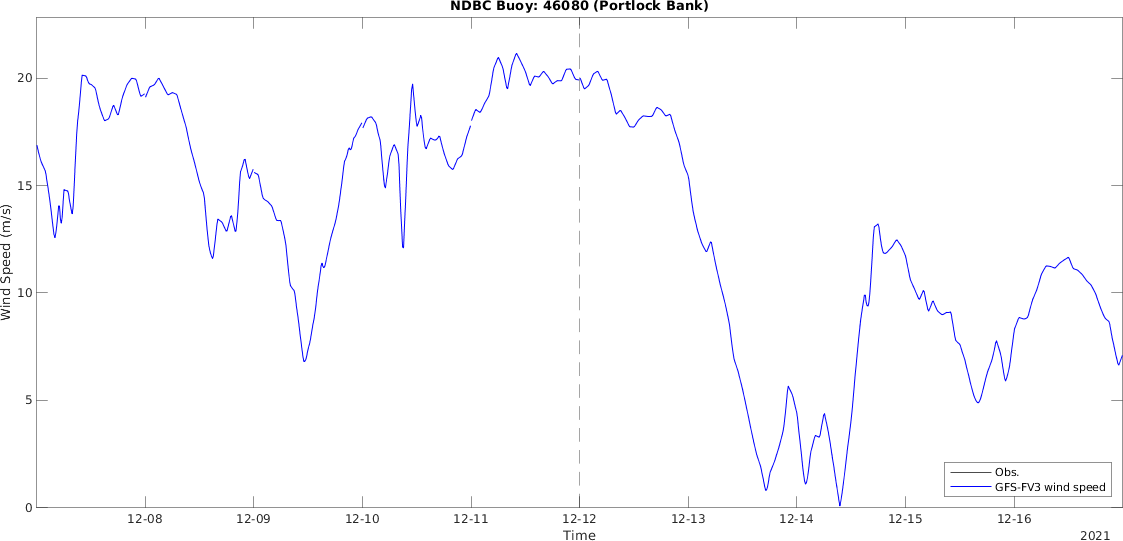 NDBC Buoy: 46080 (Portlock Bank)
Wind Speed (m/s)
20
15
10
5
0
12-08 12-09 12-10 12-11 12-12 12-13 12-14 12-15 12-16
Time
2021
Obs.
GFS-FV3 wind speed